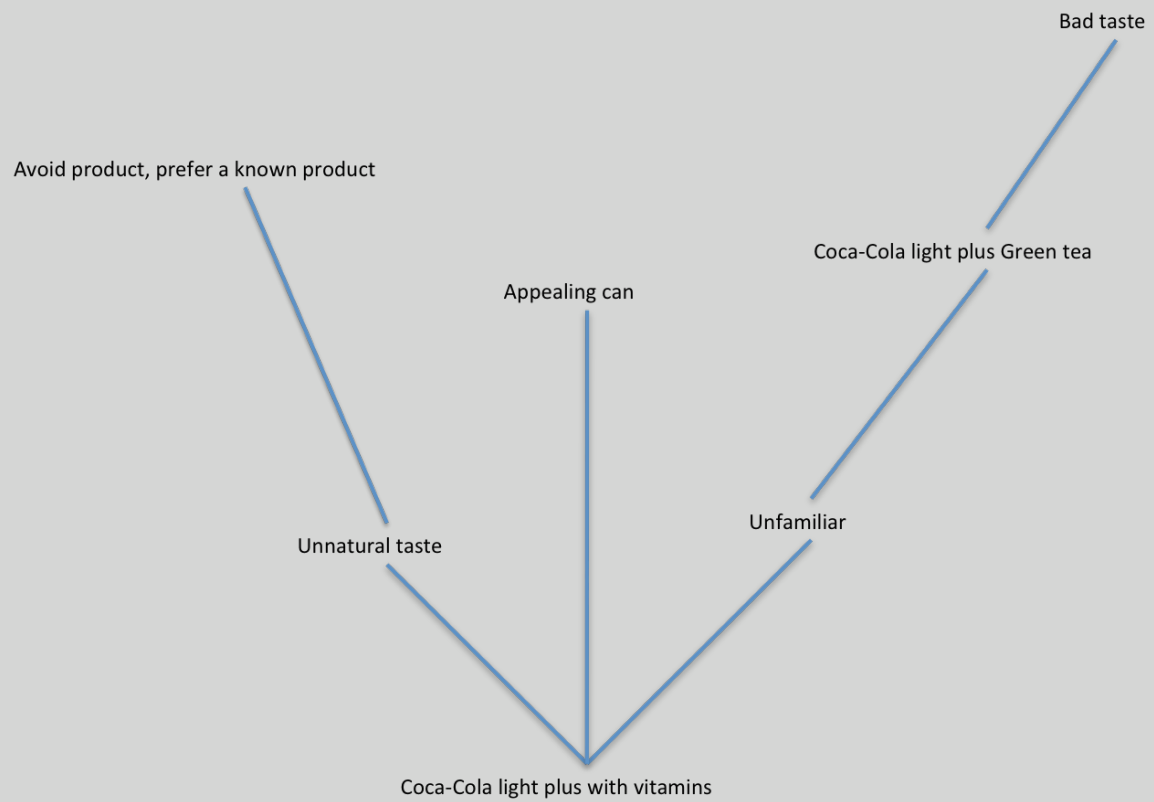 Bad taste
Avoid product, prefer a known product
Coca-Cola light plus Green tea
Appealing can
Unfamiliar
Unnatural taste
Coca-Cola light plus with vitamins